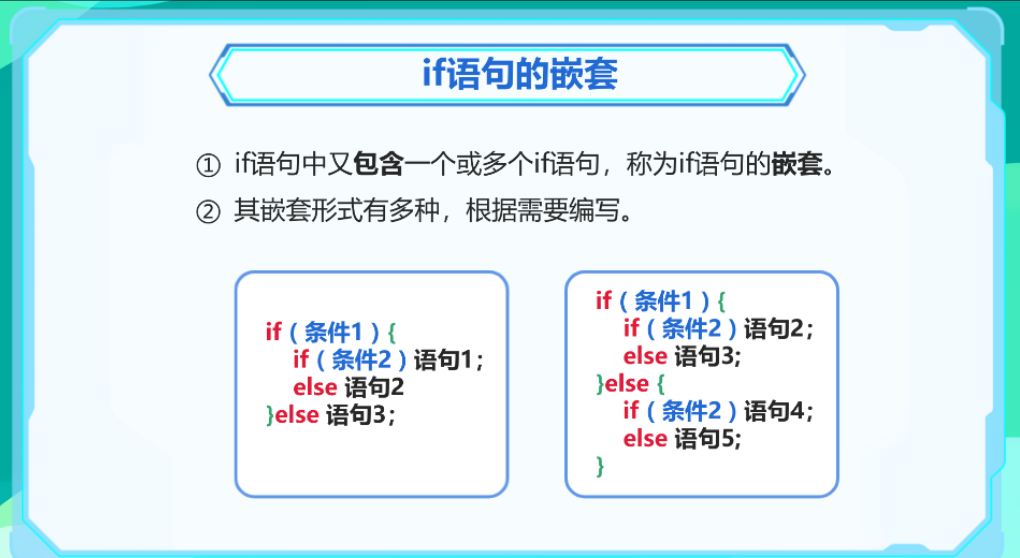 if语句的嵌套
① if语句中又包含一个或多个if语句，称为if语句的嵌套。
② 其嵌套形式有多种，根据需要编写。
if（条件1）{
if（条件2）语句1；
else 语句2
}else 语句3；
if（条件1）{
if（条件2）语句2；
else 语句3;
}else {
if（条件2）语句4；
else 语句5;
}